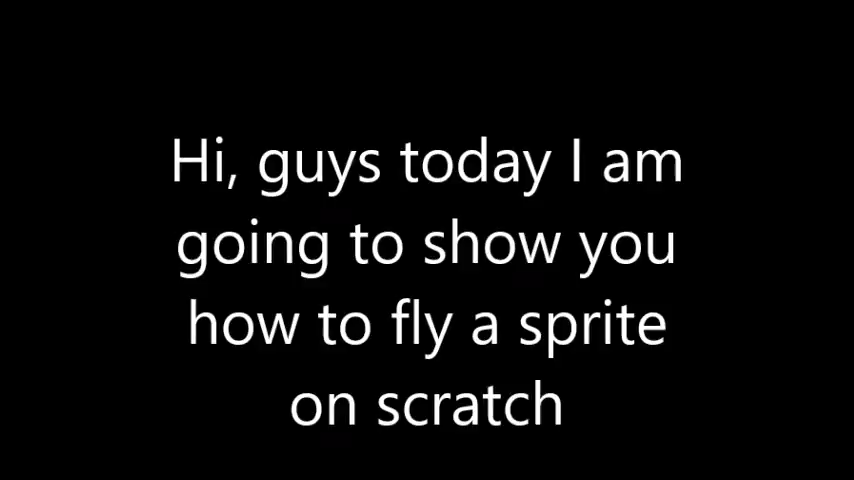 Hi, guys today I am
going to show you
how to fly a sprite
on scratch